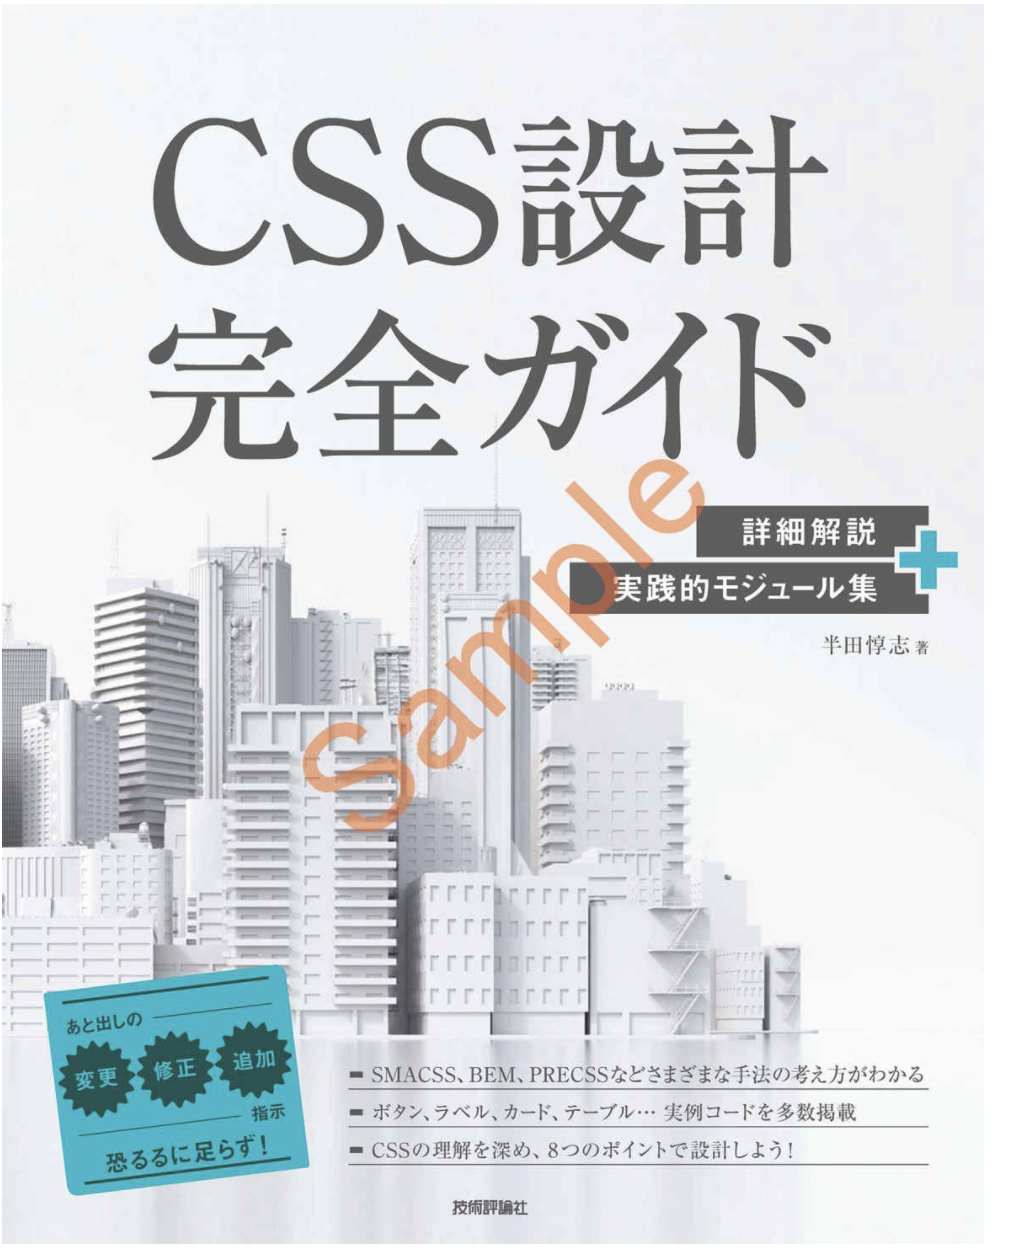 CSS設計
完全ガイド
Sample
詳細解説
+
実践的モジュール集
半田惇志 著
あと出しの
変更 修正 追加
指示
恐るるに足らず！
SMACSS、BEM、PRECSSなどさまざまな手法の考え方がわかる
ボタン、ラベル、カード、テーブル… 実例コードを多数掲載
CSSの理解を深め、8つのポイントで設計しよう！
技術評論社